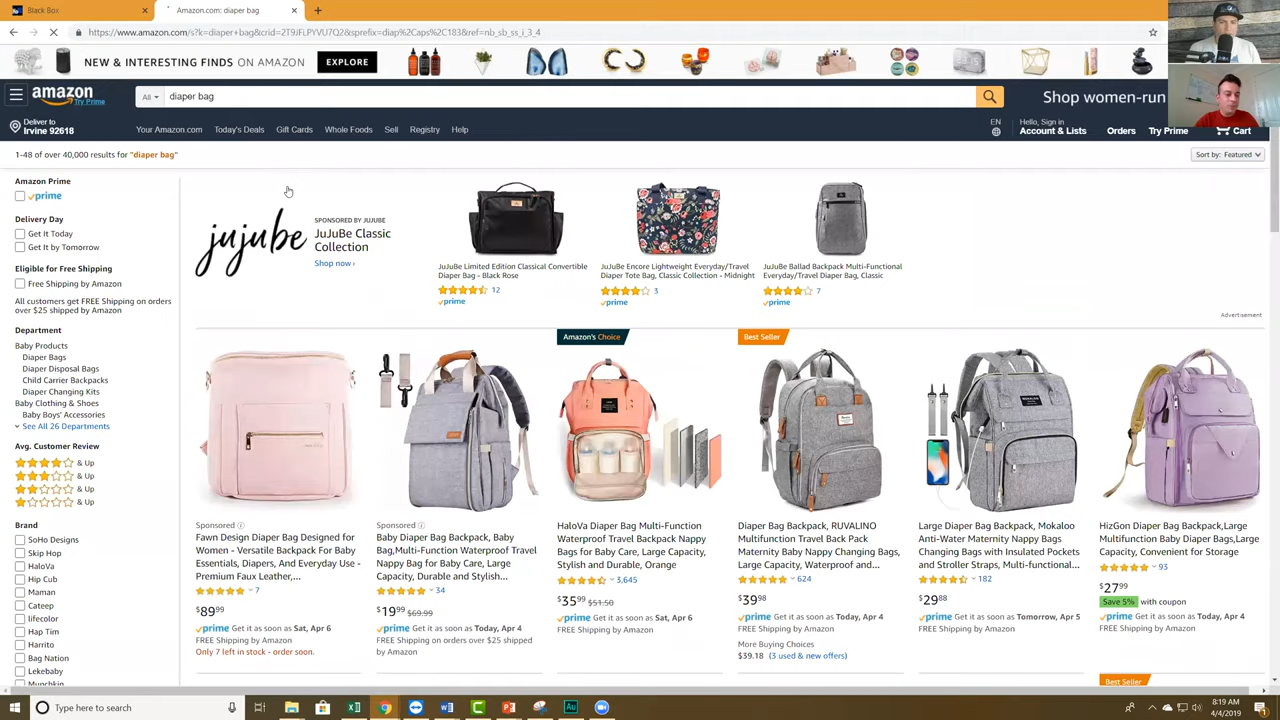 Black Box
Amazon.com: diaper bag
https://www.amazon.com/s?k=diaper+bag&crid=2T9JFLPYVU7Q2&sprefix=diap%2Caps%2C183&ref=nb_sb_ss_i_3_4
NEW & INTERESTING FINDS ON AMAZON
EXPLORE
amazon
Try Prime
All
diaper bag
Shop women-run
Deliver to
Irvine 92618
Your Amazon.com
Today's Deals
Gift Cards
Whole Foods
Sell
Registry
Help
EN
Hello, Sign in
Account & Lists
Orders
Try Prime
Cart
1-48 of over 40,000 results for "diaper bag"
Sort by: Featured
Amazon Prime
prime
Delivery Day
Get It Today
Get It by Tomorrow
Eligible for Free Shipping
Free Shipping by Amazon
All customers get FREE Shipping on orders
over $25 shipped by Amazon
Department
Baby Products
Diaper Bags
Diaper Disposal Bags
Child Carrier Backpacks
Diaper Changing Kits
Baby Clothing & Shoes
Baby Boys' Accessories
See All 26 Departments
Avg. Customer Review
& Up
& Up
& Up
& Up
Brand
SoHo Designs
Skip Hop
HaloVa
Hip Cub
Maman
Cateep
lifecolor
Hap Tim
Harrito
Bag Nation
Lekebaby
Munchkin
jujube
SPONSORED BY JUJUBE
JuJuBe Classic
Collection
Shop now ›
JuJuBe Limited Edition Classical Convertible
Diaper Bag - Black Rose
12
prime
JuJuBe Encore Lightweight Everyday/Travel
Diaper Tote Bag, Classic Collection - Midnight
3
prime
JuJuBe Ballad Backpack Multi-Functional
Everyday/Travel Diaper Bag, Classic
7
prime
Advertisement
Sponsored
Fawn Design Diaper Bag Designed for
Women - Versatile Backpack For Baby
Essentials, Diapers, And Everyday Use -
Premium Faux Leather,...
7
$8999
prime Get it as soon as Sat, Apr 6
FREE Shipping by Amazon
Only 7 left in stock - order soon.
Sponsored
Baby Diaper Bag Backpack, Baby
Bag,Multi-Function Waterproof Travel
Nappy Bag for Baby Care, Large
Capacity, Durable and Stylish...
34
$1999 $69.99
prime Get it as soon as Today, Apr 4
FREE Shipping on orders over $25 shipped
by Amazon
Amazon's Choice
HaloVa Diaper Bag Multi-Function
Waterproof Travel Backpack Nappy
Bags for Baby Care, Large Capacity,
Stylish and Durable, Orange
3,645
$3599 $51.50
prime Get it as soon as Sat, Apr 6
FREE Shipping by Amazon
Best Seller
Diaper Bag Backpack, RUVALINO
Multifunction Travel Back Pack
Maternity Baby Nappy Changing Bags,
Large Capacity, Waterproof and...
624
$3998
prime Get it as soon as Today, Apr 4
FREE Shipping by Amazon
More Buying Choices
$39.18 (3 used & new offers)
Large Diaper Bag Backpack, Mokaloo
Anti-Water Maternity Nappy Bags
Changing Bags with Insulated Pockets
and Stroller Straps, Multi-functional...
182
$2988
prime Get it as soon as Tomorrow, Apr 5
FREE Shipping by Amazon
HizGon Diaper Bag Backpack,Large
Multifunction Baby Diaper Bags,Large
Capacity, Convenient for Storage
93
$2799
Save 5% with coupon
prime Get it as soon as Today, Apr 4
FREE Shipping by Amazon
Best Seller
Type here to search
8:19 AM
4/4/2019